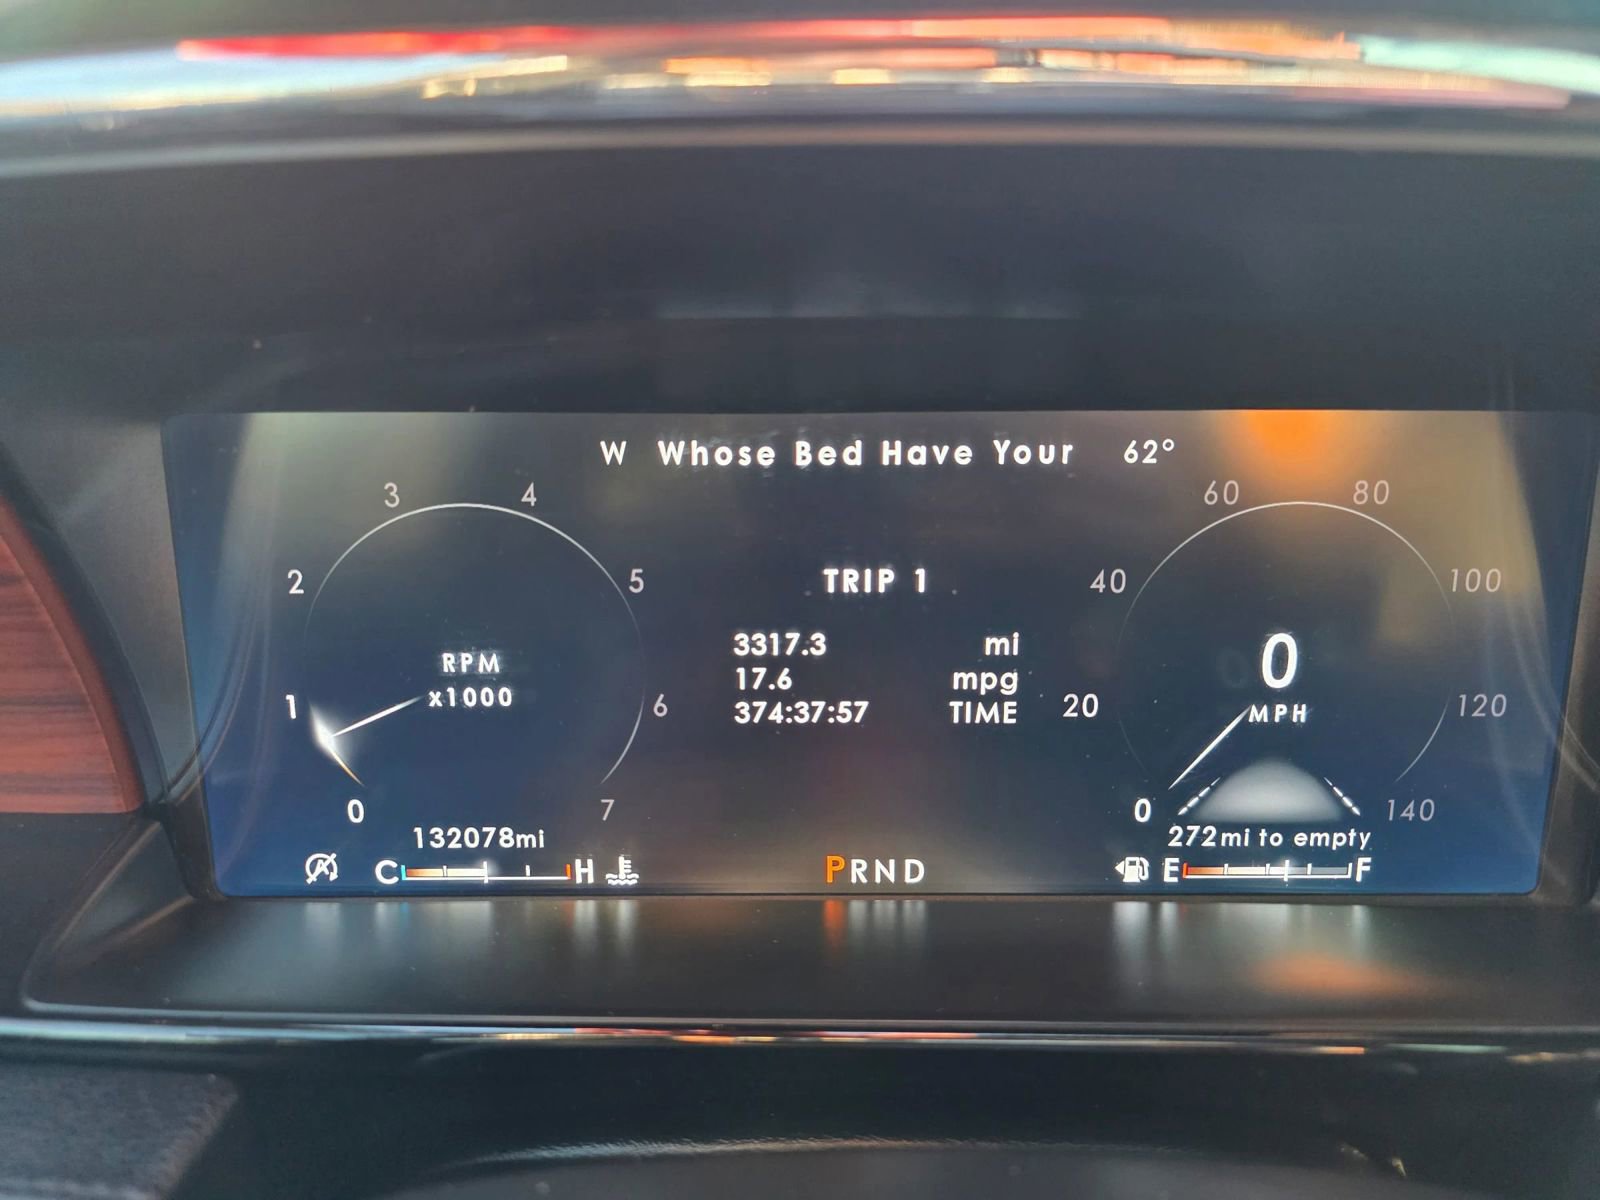 W Whose Bed Have Your 62°
3 4
2 5
1 6
0 7
RPM
x1000
132078mi
C H
TRIP 1
3317.3 mi
17.6 mpg
374:37:57 TIME
PRND
60 80
40 100
20 120
0 140
0
MPH
272mi to empty
E F